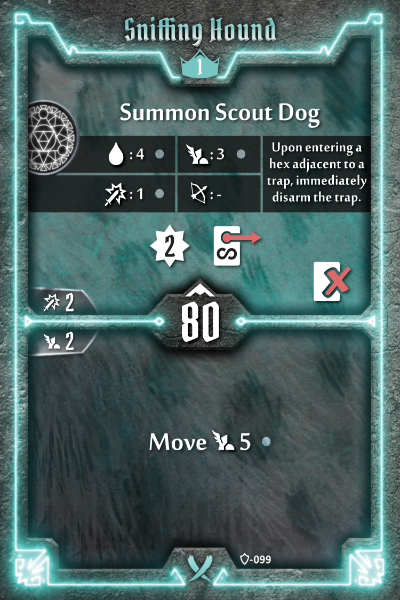 Sniffing Hound
1
Summon Scout Dog
:4
:3
:1
:-
Upon entering a
hex adjacent to a
trap, immediately
disarm the trap.
2
2
80
2
Move 5
-099